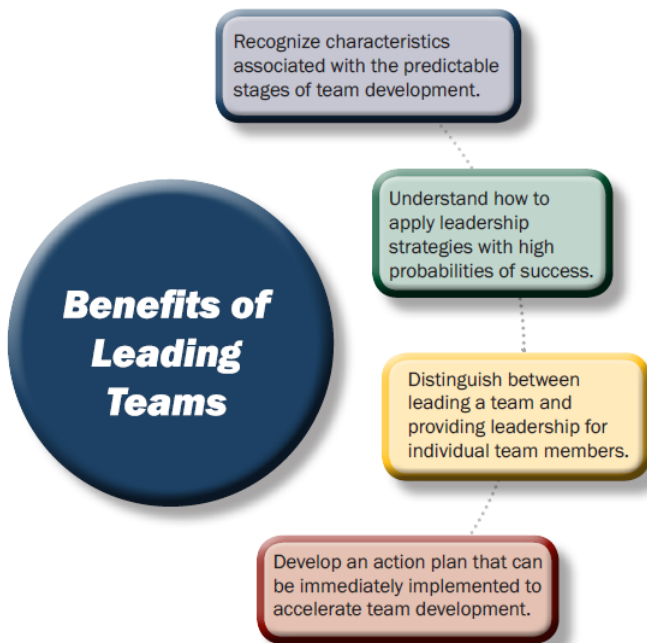 Recognize characteristics
associated with the predictable
stages of team development.
Understand how to
apply leadership
strategies with high
probabilities of success.
Benefits of
Leading
Teams
Distinguish between
leading a team and
providing leadership for
individual team members.
Develop an action plan that can
be immediately implemented to
accelerate team development.